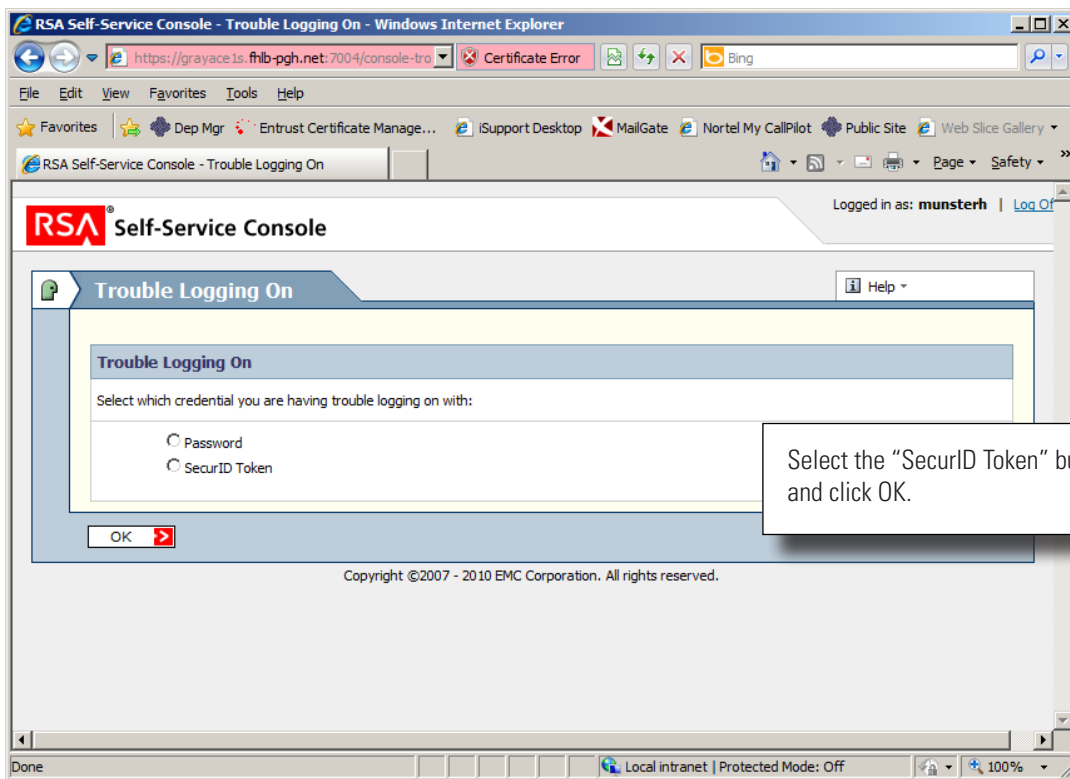 RSA Self-Service Console - Trouble Logging On - Windows Internet Explorer
https://grayace1s.fhlb-pgh.net:7004/console-tro Certificate Error Bing
File Edit View Favorites Tools Help
Favorites Dep Mgr Entrust Certificate Manage... iSupport Desktop MailGate Nortel My CallPilot Public Site Web Slice Gallery
RSA Self-Service Console - Trouble Logging On Page Safety »
Logged in as: munsterh | Log Of
RSA® Self-Service Console
Trouble Logging On Help
Trouble Logging On
Select which credential you are having trouble logging on with:
Password
SecurID Token
Select the “SecurID Token” bu
and click OK.
OK
Copyright ©2007 - 2010 EMC Corporation. All rights reserved.
Done Local intranet | Protected Mode: Off 100%